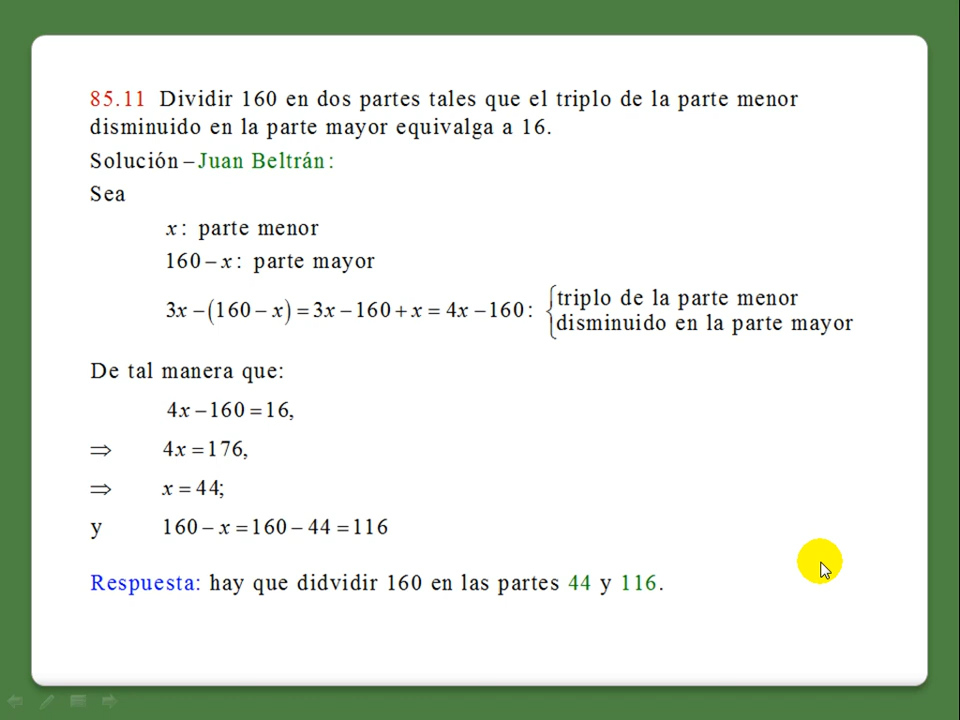 85.11 Dividir 160 en dos partes tales que el triplo de la parte menor
disminuido en la parte mayor equivalga a 16.
Solución–Juan Beltrán:
Sea
x: parte menor
160–x: parte mayor
3x–(160–x)=3x–160+x=4x–160: {triplo de la parte menor
disminuido en la parte mayor
De tal manera que:
4x–160=16,
⇒ 4x=176,
⇒ x=44;
y 160–x=160–44=116
Respuesta: hay que didvidir 160 en las partes 44 y 116.